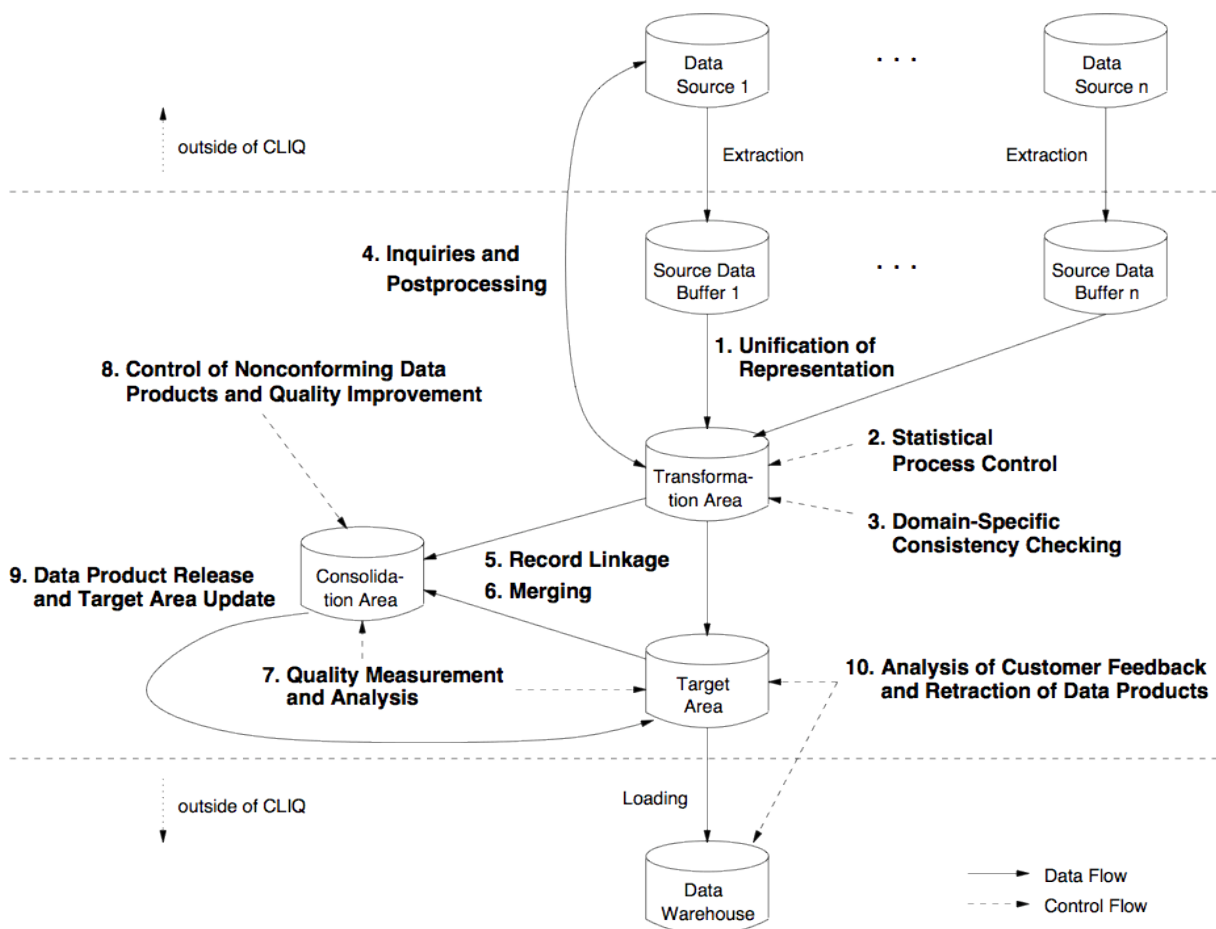 Data
Source 1
. . .
Data
Source n
outside of CLIQ
Extraction
Extraction
4. Inquiries and
Postprocessing
Source Data
Buffer 1
. . .
Source Data
Buffer n
1. Unification of
Representation
8. Control of Nonconforming Data
Products and Quality Improvement
2. Statistical
Process Control
Transforma-
tion Area
3. Domain-Specific
Consistency Checking
5. Record Linkage
6. Merging
9. Data Product Release
and Target Area Update
Consolida-
tion Area
7. Quality Measurement
and Analysis
Target
Area
10. Analysis of Customer Feedback
and Retraction of Data Products
outside of CLIQ
Loading
Data
Warehouse
Data Flow
Control Flow